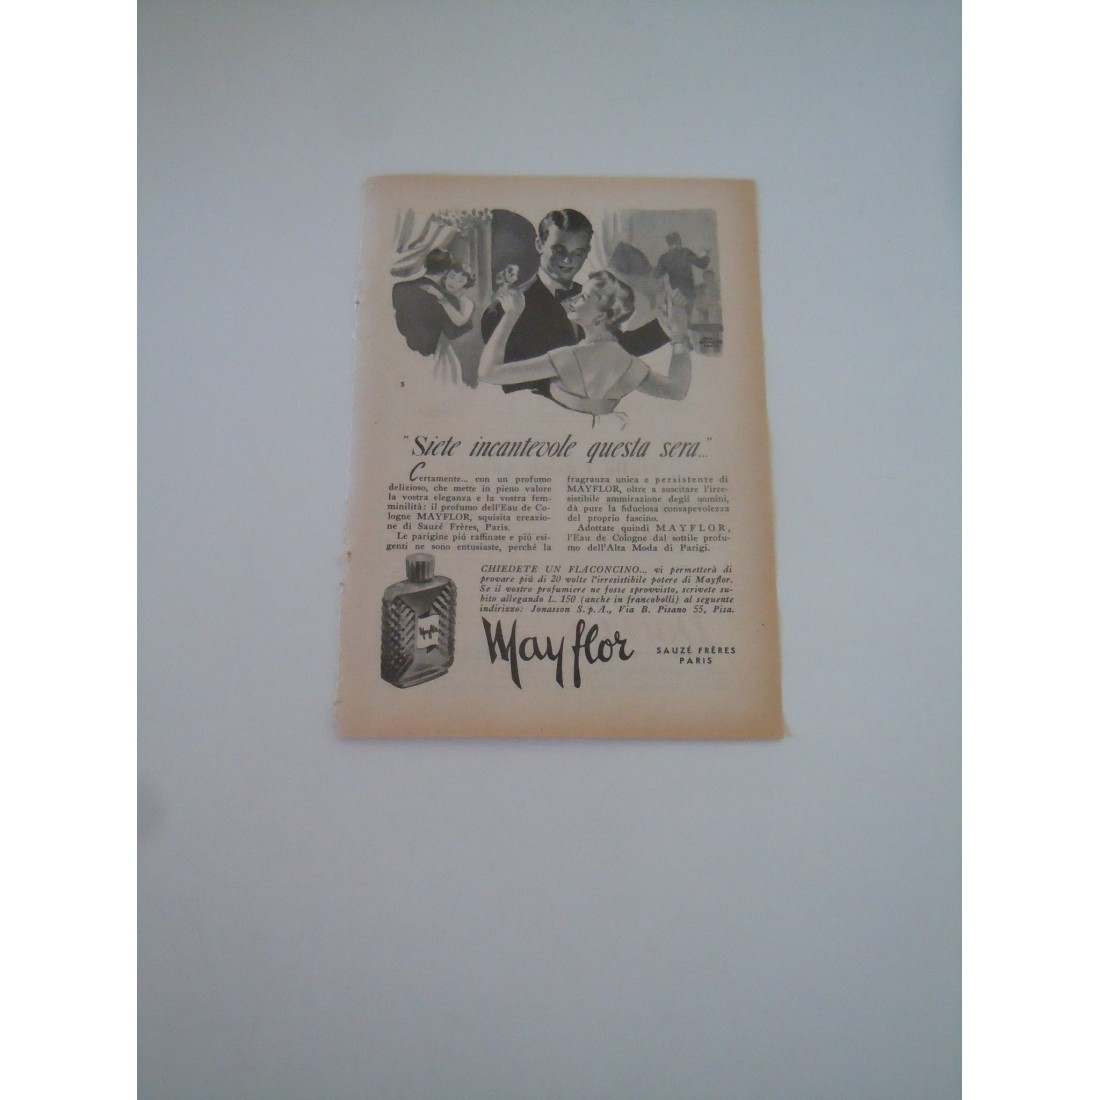 "Siete incantevole questa sera..."
Certamente... con un profumo
delizioso, che mette in pieno valore
la vostra eleganza e la vostra fem-
minilità: il profumo dell'Eau de Co-
logne MAYFLOR, squisita creazio-
ne di Sauzé Frères, Paris.
Le parigine piú raffinate e piú esi-
genti ne sono entusiaste, perché la
fragranza unica e persistente di
MAYFLOR, oltre a suscitare l'irre-
sistibile ammirazione degli uomini,
dà pure la fiduciosa consapevolezza
del proprio fascino.
Adottate quindi MAYFLOR,
l'Eau de Cologne dal sottile profu-
mo dell'Alta Moda di Parigi.
CHIEDETE UN FLACONCINO... vi permetterà di
provare piú di 20 volte l'irresistibile potere di Mayflor.
Se il vostro profumiere ne fosse sprovvisto, scrivete su-
bito allegando L. 150 (anche in francobolli) al seguente
indirizzo: Jonasson S. p. A., Via B. Pisano 55, Pisa.
Mayflor
Mayflor
SAUZÉ FRÈRES
PARIS